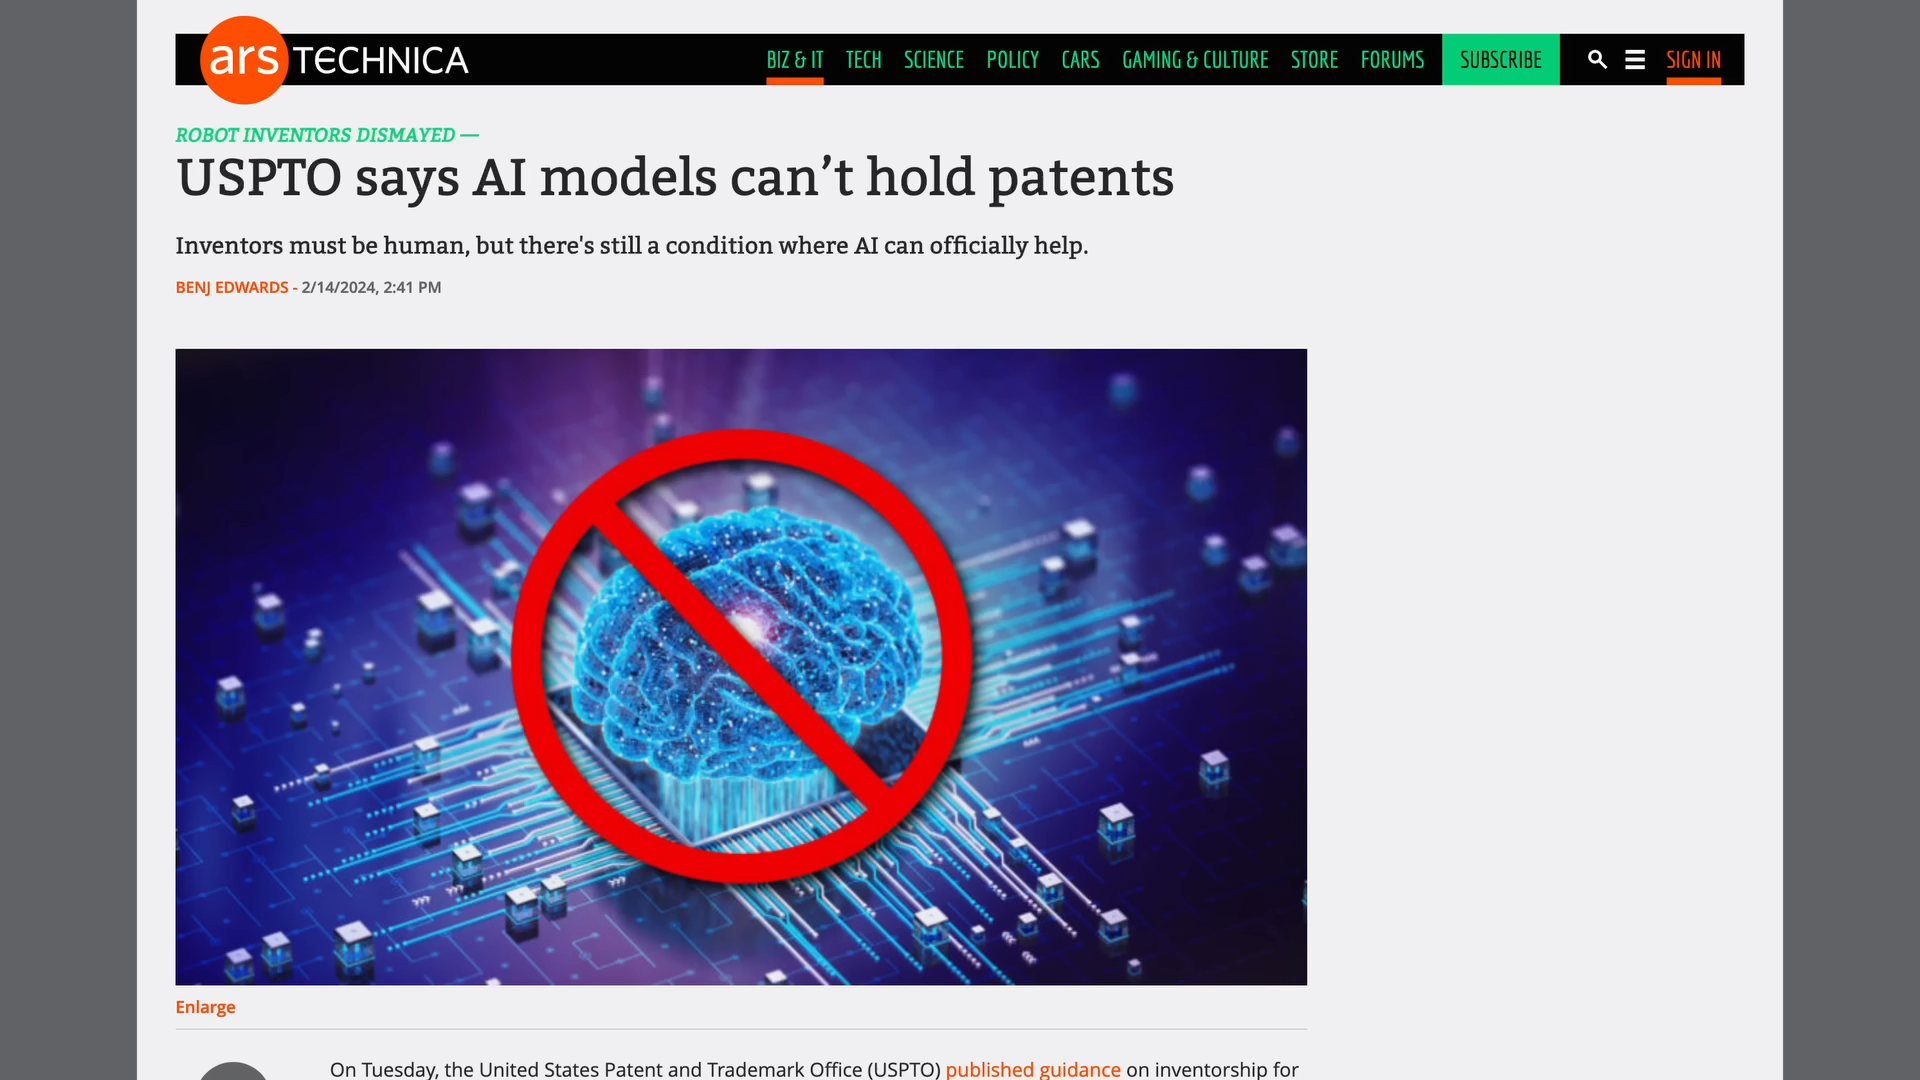 ars TECHNICA
BIZ & IT TECH SCIENCE POLICY CARS GAMING & CULTURE STORE FORUMS SUBSCRIBE SIGN IN
ROBOT INVENTORS DISMAYED —
USPTO says AI models can’t hold patents
Inventors must be human, but there's still a condition where AI can officially help.
BENJ EDWARDS - 2/14/2024, 2:41 PM
Enlarge
On Tuesday, the United States Patent and Trademark Office (USPTO) published guidance on inventorship for